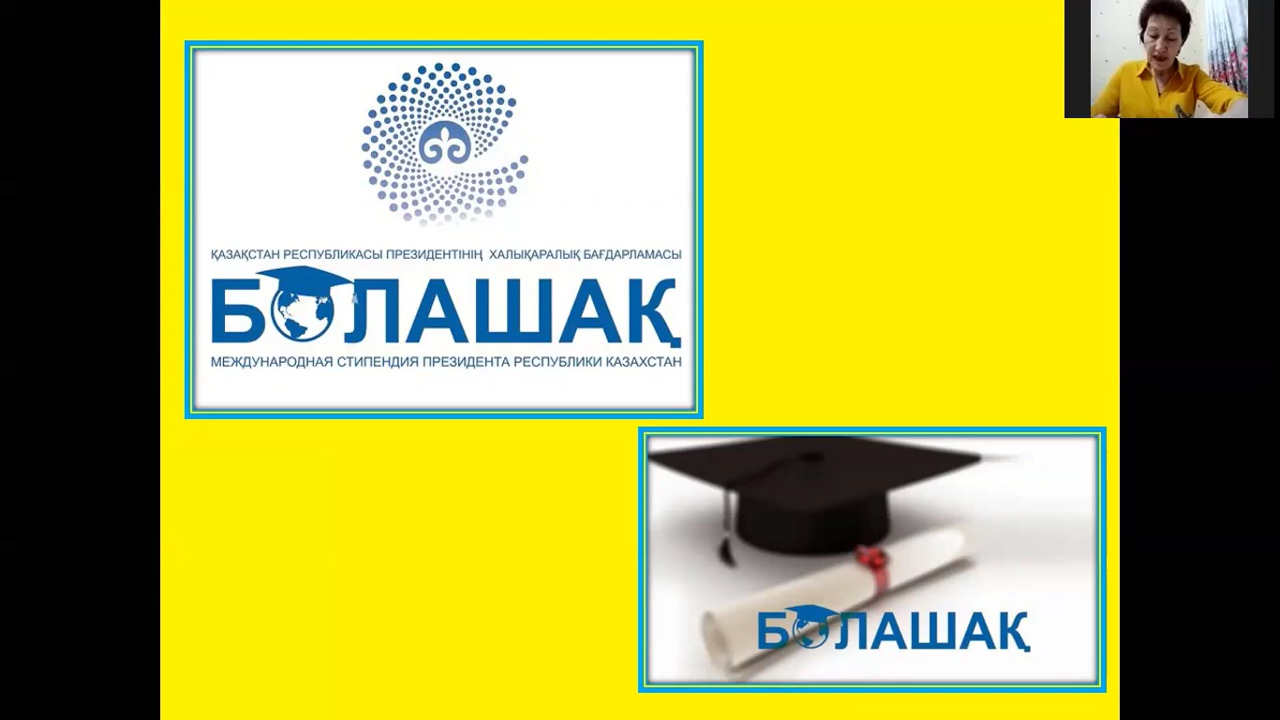 ҚАЗАҚСТАН РЕСПУБЛИКАСЫ ПРЕЗИДЕНТІНІҢ ХАЛЫҚАРАЛЫҚ БАҒДАРЛАМАСЫ
БОЛАШАҚ
МЕЖДУНАРОДНАЯ СТИПЕНДИЯ ПРЕЗИДЕНТА РЕСПУБЛИКИ КАЗАХСТАН
БОЛАШАҚ